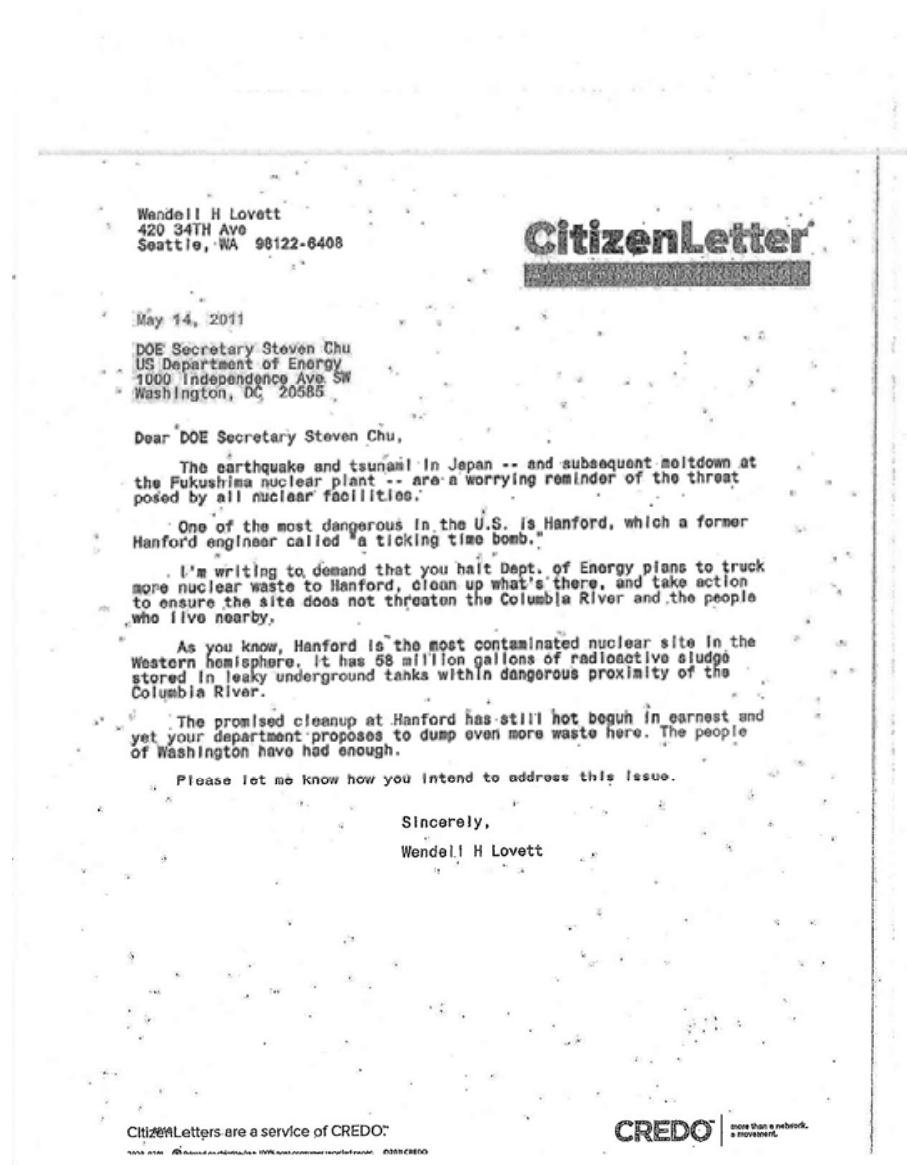 Wendell H Lovett
420 34TH Ave
Seattle, WA 98122-6408
CitizenLetter
May 14, 2011
DOE Secretary Steven Chu
US Department of Energy
1000 Independence Ave SW
Washington, DC 20585
Dear DOE Secretary Steven Chu,
The earthquake and tsunami in Japan -- and subsequent meltdown at
the Fukushima nuclear plant -- are a worrying reminder of the threat
posed by all nuclear facilities.
One of the most dangerous in the U.S. is Hanford, which a former
Hanford engineer called "a ticking time bomb."
I'm writing to demand that you halt Dept. of Energy plans to truck
more nuclear waste to Hanford, clean up what's there, and take action
to ensure the site does not threaten the Columbia River and the people
who live nearby.
As you know, Hanford is the most contaminated nuclear site in the
Western hemisphere. It has 58 million gallons of radioactive sludge
stored in leaky underground tanks within dangerous proximity of the
Columbia River.
The promised cleanup at Hanford has still not begun in earnest and
yet your department proposes to dump even more waste here. The people
of Washington have had enough.
Please let me know how you intend to address this issue.
Sincerely,
Wendell H Lovett
CitizenLetters are a service of CREDO.
CREDO
more than a network.
a movement.
100% post-consumer recycled paper. ©2011 CREDO